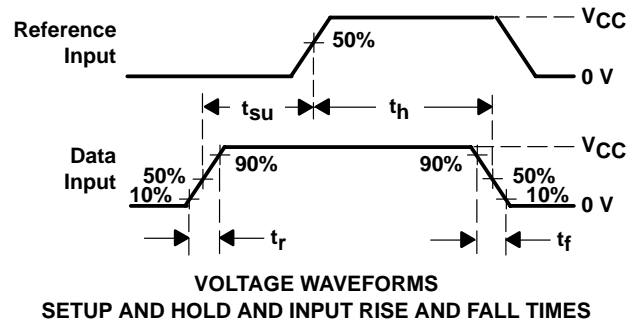 Reference
Input
50%
VCC
0 V
tsu
th
Data
Input
50%
10%
90%
90%
VCC
50%
10%
0 V
tr
tf
VOLTAGE WAVEFORMS
SETUP AND HOLD AND INPUT RISE AND FALL TIMES